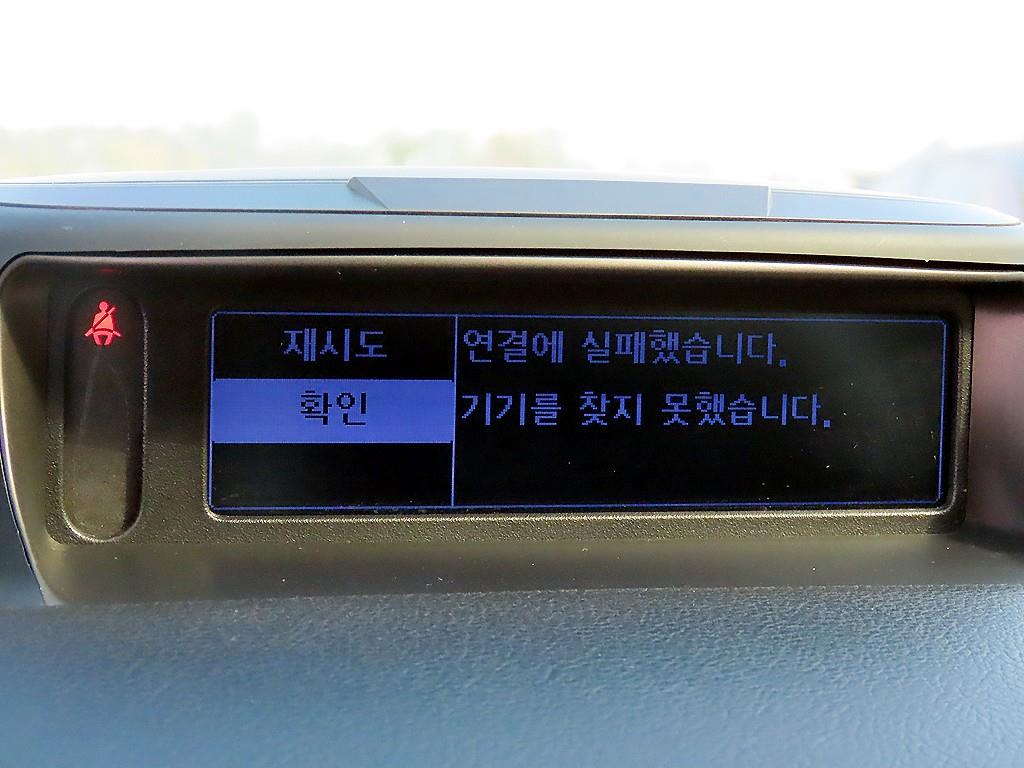 재시도
확인
연결에 실패했습니다.
기기를 찾지 못했습니다.